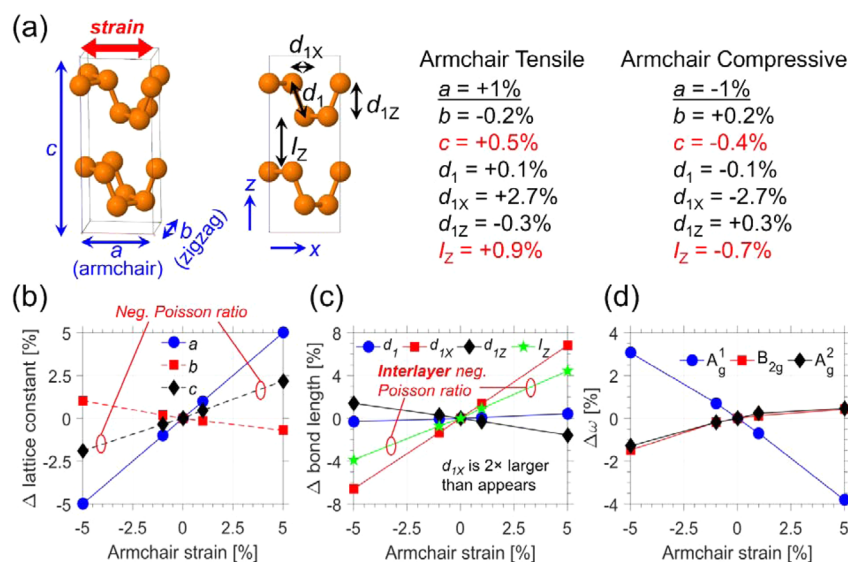 (a)
strain
c
a
(armchair)
b
(zigzag)
d1X
d1
d1Z
lZ
z
x
Armchair Tensile
a = +1%
b = -0.2%
c = +0.5%
d1 = +0.1%
d1X = +2.7%
d1Z = -0.3%
lZ = +0.9%
Armchair Compressive
a = -1%
b = +0.2%
c = -0.4%
d1 = -0.1%
d1X = -2.7%
d1Z = +0.3%
lZ = -0.7%
(b)
Neg. Poisson ratio
a
b
c
Δ lattice constant [%]
5
2.5
0
-2.5
-5
-5 -2.5 0 2.5 5
Armchair strain [%]
(c)
d1 d1X d1Z lZ
Interlayer neg.
Poisson ratio
d1X is 2× larger
than appears
Δ bond length [%]
8
4
0
-4
-8
-5 -2.5 0 2.5 5
Armchair strain [%]
(d)
A1g B2g A2g
Δω [%]
4
2
0
-2
-4
-5 -2.5 0 2.5 5
Armchair strain [%]